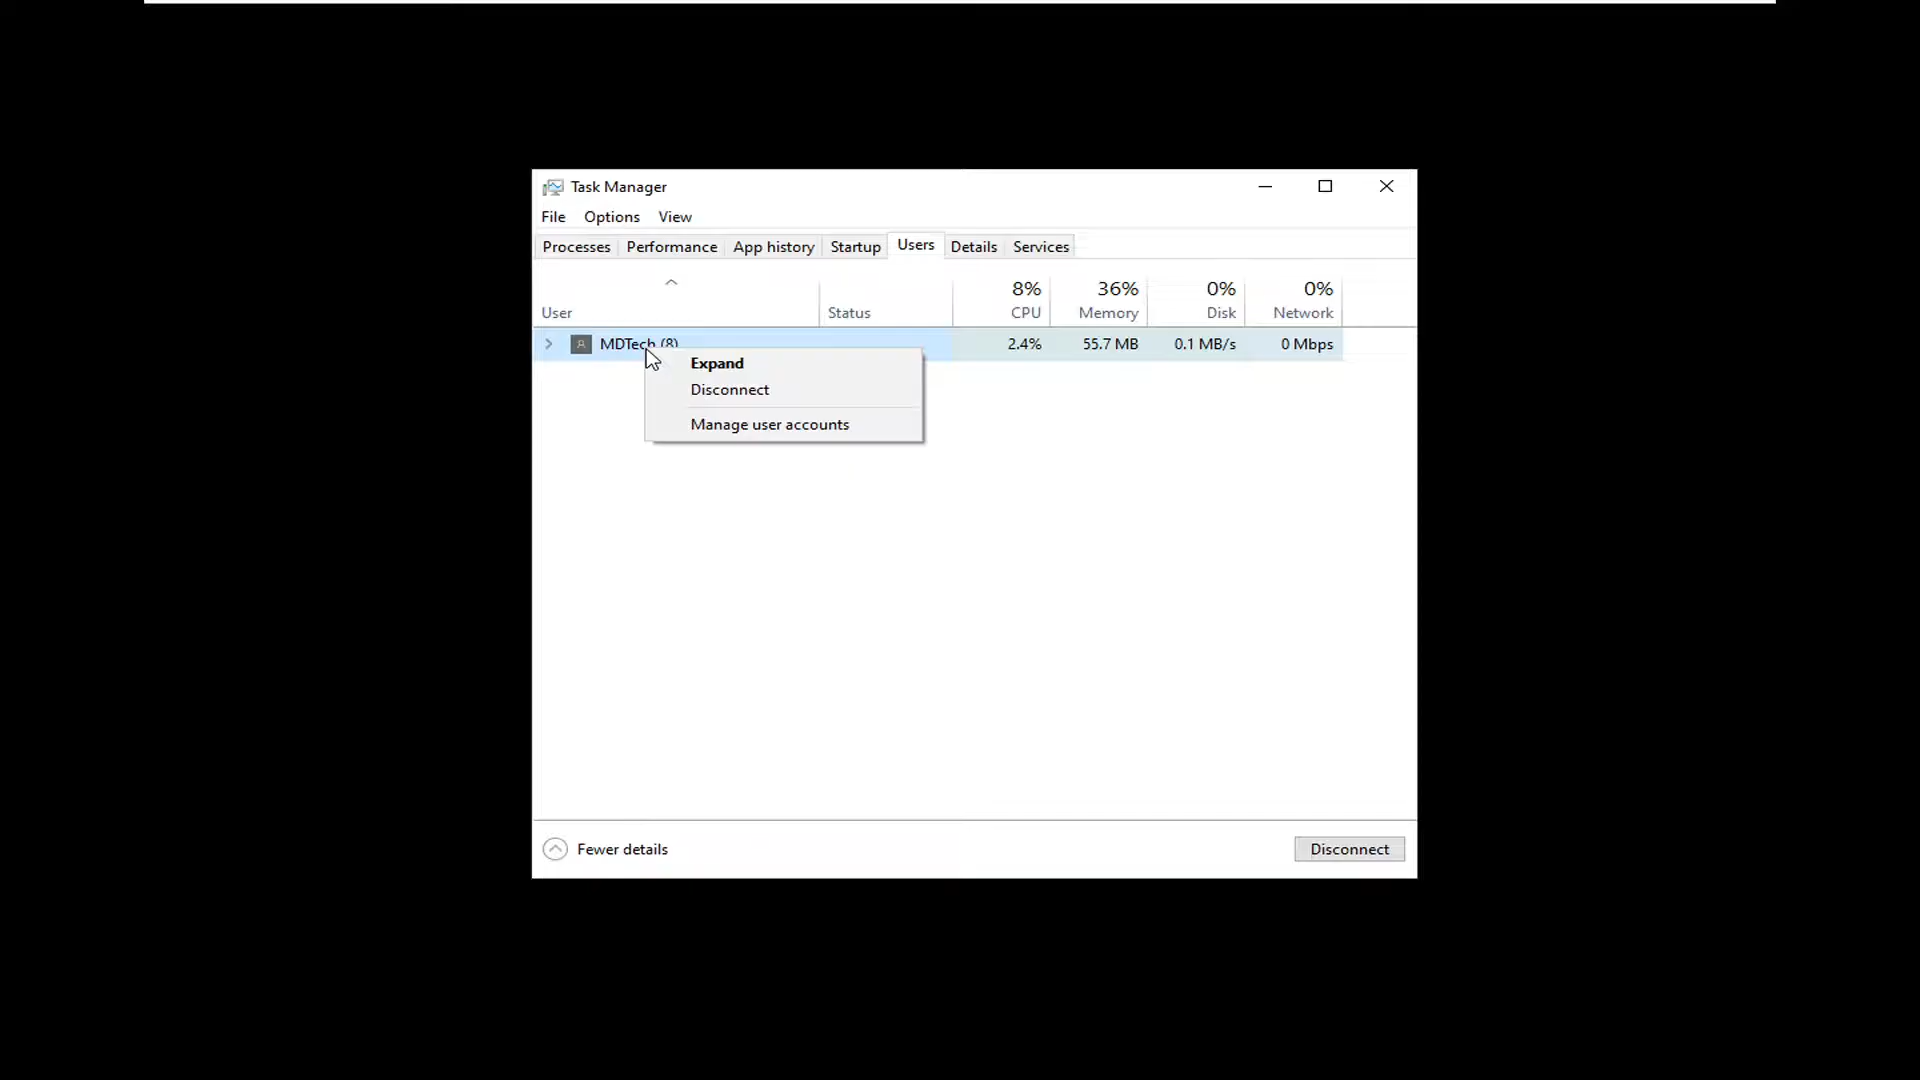 Task Manager
File Options View
Processes Performance App history Startup Users Details Services
8% 36% 0% 0%
User Status CPU Memory Disk Network
MDTech (8) 2.4% 55.7 MB 0.1 MB/s 0 Mbps
Expand
Disconnect
Manage user accounts
Fewer details Disconnect